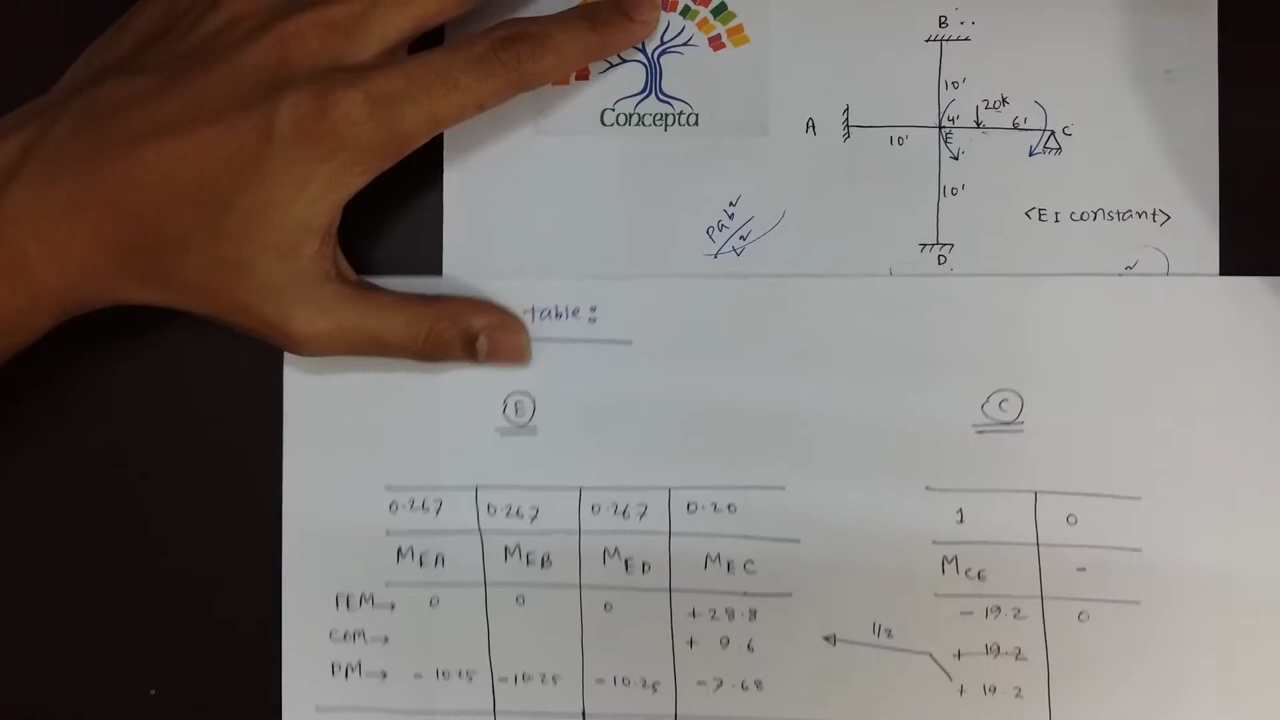 Concepta
B
10'
20k
4'
6'
A
E
C
10'
10'
<EI constant>
Pab²
L²
D
table:
E
C
0.267 0.267 0.267 0.20
1 0
MEA MEB MED MEC
MCE -
FEM→ 0 0 0 +28.8
-19.2 0
COM→ + 9.6
1/2
+ 19.2
DM→ -10.25 -10.25 -10.25 -7.68
+ 19.2